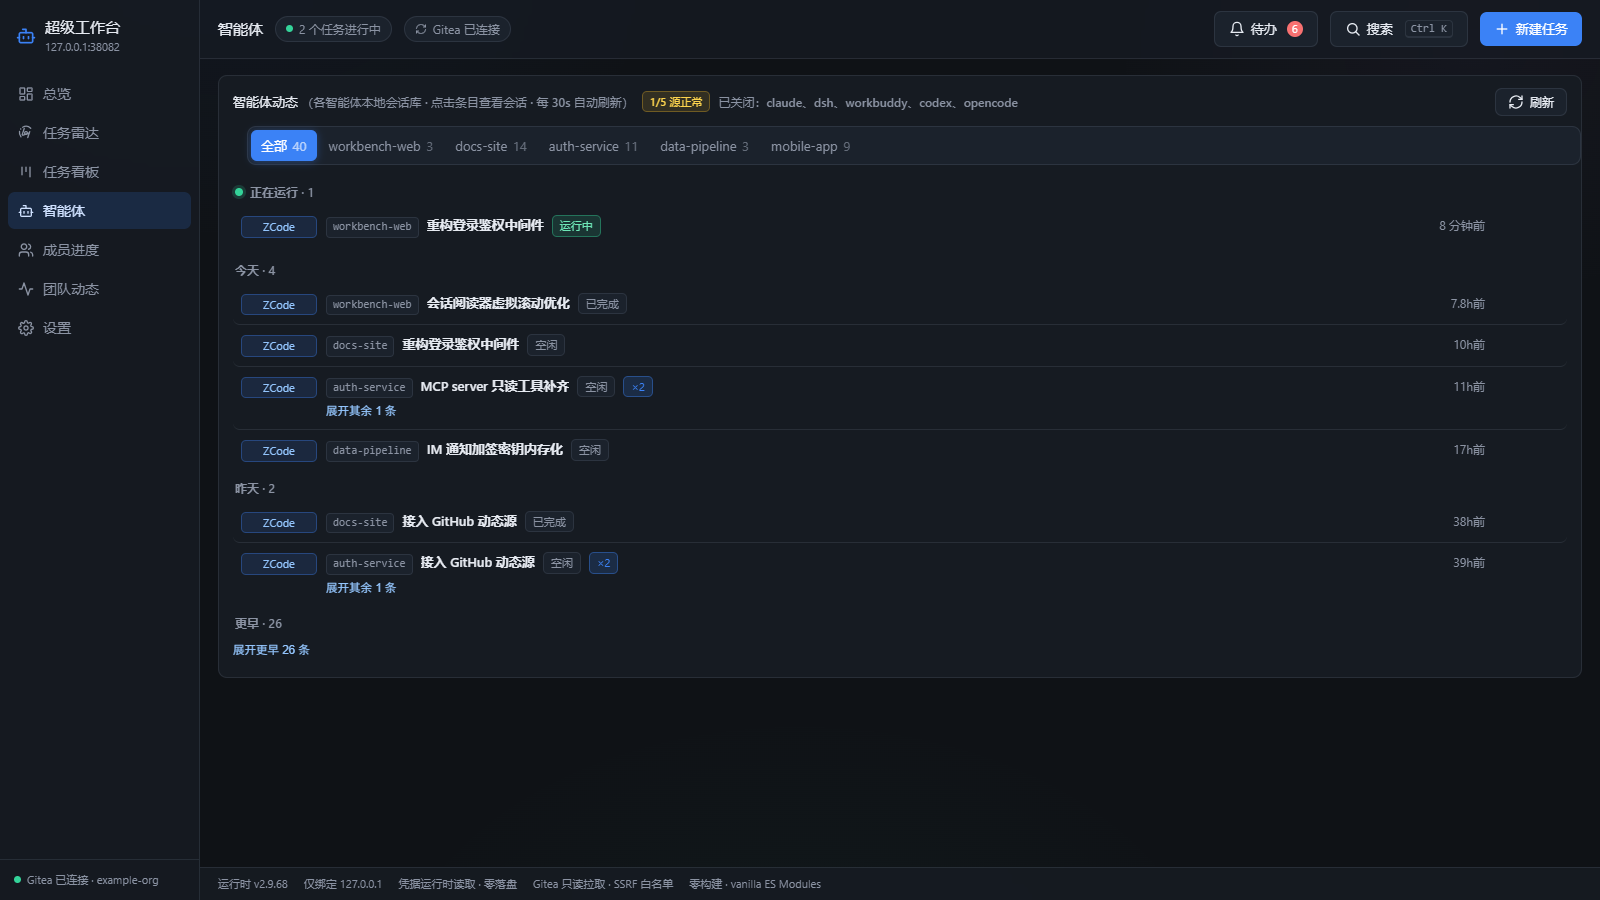 超级工作台
127.0.0.1:38082
总览
任务雷达
任务看板
智能体
成员进度
团队动态
设置
Gitea 已连接 · example-org
智能体 2 个任务进行中 Gitea 已连接 待办 6 搜索 Ctrl K 新建任务
智能体动态 (各智能体本地会话库 · 点击条目查看会话 · 每 30s 自动刷新) 1/5 源正常 已关闭：claude、dsh、workbuddy、codex、opencode 刷新
全部 40 workbench-web 3 docs-site 14 auth-service 11 data-pipeline 3 mobile-app 9
正在运行 · 1
ZCode workbench-web 重构登录鉴权中间件 运行中 8 分钟前
今天 · 4
ZCode workbench-web 会话阅读器虚拟滚动优化 已完成 7.8h前
ZCode docs-site 重构登录鉴权中间件 空闲 10h前
ZCode auth-service MCP server 只读工具补齐 空闲 ×2 11h前
展开其余 1 条
ZCode data-pipeline IM 通知加签密钥内存化 空闲 17h前
昨天 · 2
ZCode docs-site 接入 GitHub 动态源 已完成 38h前
ZCode auth-service 接入 GitHub 动态源 空闲 ×2 39h前
展开其余 1 条
更早 · 26
展开更早 26 条
运行时 v2.9.68 仅绑定 127.0.0.1 凭据运行时读取 · 零落盘 Gitea 只读拉取 · SSRF 白名单 零构建 · vanilla ES Modules